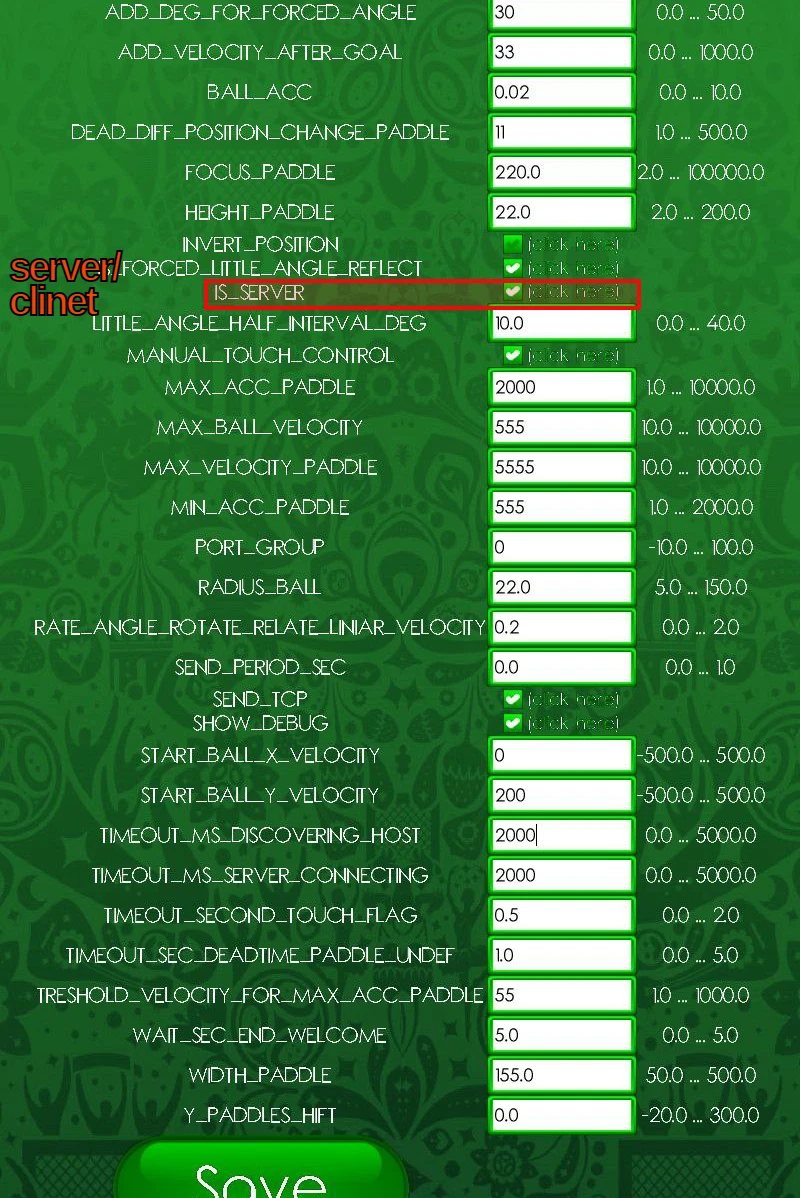 ADD_DEG_FOR_FORCED_ANGLE 30 0.0 ... 50.0
ADD_VELOCITY_AFTER_GOAL 33 0.0 ... 1000.0
BALL_ACC 0.02 0.0 ... 10.0
DEAD_DIFF_POSITION_CHANGE_PADDLE 11 1.0 ... 500.0
FOCUS_PADDLE 220.0 2.0 ... 100000.0
HEIGHT_PADDLE 22.0 2.0 ... 200.0
INVERT_POSITION (click here)
server/
FORCED_LITTLE_ANGLE_REFLECT (click here)
clinet
IS_SERVER (click here)
LITTLE_ANGLE_HALF_INTERVAL_DEG 10.0 0.0 ... 40.0
MANUAL_TOUCH_CONTROL (click here)
MAX_ACC_PADDLE 2000 1.0 ... 10000.0
MAX_BALL_VELOCITY 555 10.0 ... 10000.0
MAX_VELOCITY_PADDLE 5555 10.0 ... 10000.0
MIN_ACC_PADDLE 555 1.0 ... 2000.0
PORT_GROUP 0 -10.0 ... 100.0
RADIUS_BALL 22.0 5.0 ... 150.0
RATE_ANGLE_ROTATE_RELATE_LINIAR_VELOCITY 0.2 0.0 ... 2.0
SEND_PERIOD_SEC 0.0 0.0 ... 1.0
SEND_TCP (click here)
SHOW_DEBUG (click here)
START_BALL_X_VELOCITY 0 -500.0 ... 500.0
START_BALL_Y_VELOCITY 200 -500.0 ... 500.0
TIMEOUT_MS_DISCOVERING_HOST 2000 0.0 ... 5000.0
TIMEOUT_MS_SERVER_CONNECTING 2000 0.0 ... 5000.0
TIMEOUT_SECOND_TOUCH_FLAG 0.5 0.0 ... 2.0
TIMEOUT_SEC_DEADTIME_PADDLE_UNDEF 1.0 0.0 ... 5.0
TRESHOLD_VELOCITY_FOR_MAX_ACC_PADDLE 55 1.0 ... 1000.0
WAIT_SEC_END_WELCOME 5.0 0.0 ... 5.0
WIDTH_PADDLE 155.0 50.0 ... 500.0
Y_PADDLES_HIFT 0.0 -20.0 ... 300.0
Save